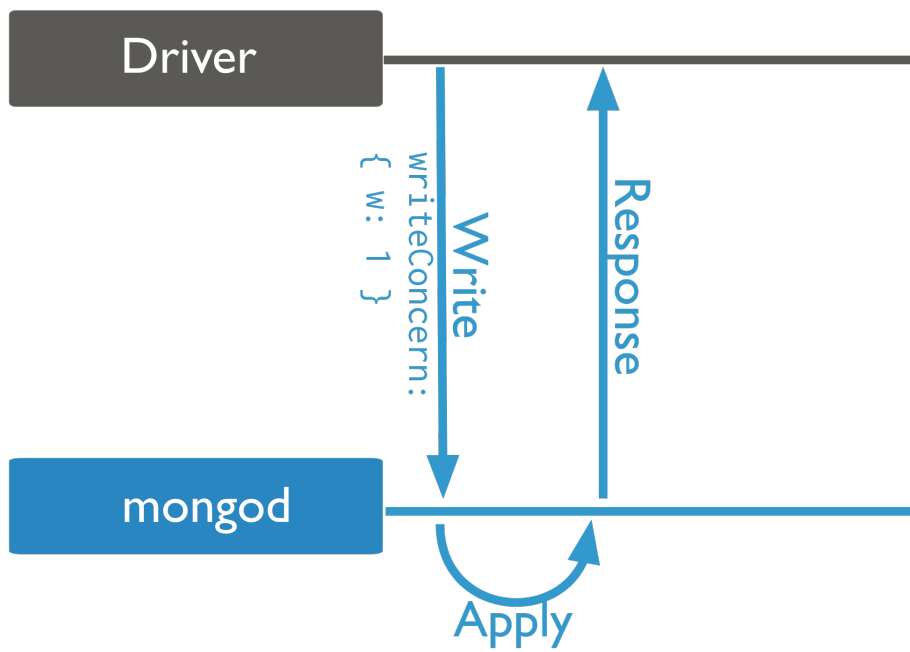 Driver
writeConcern:
{ w: 1 }
Write
Response
mongod
Apply